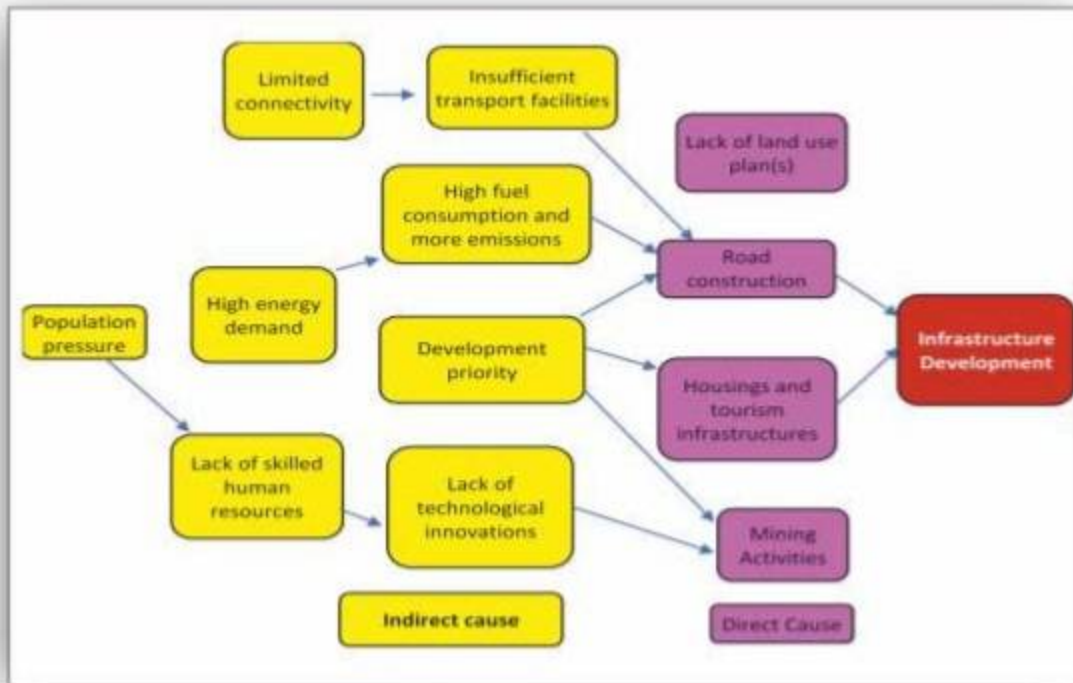 Limited
connectivity
Insufficient
transport facilities
Lack of land use
plan(s)
High fuel
consumption and
more emissions
Road
construction
High energy
demand
Population
pressure
Development
priority
Infrastructure
Development
Housings and
tourism
infrastructures
Lack of skilled
human
resources
Lack of
technological
innovations
Mining
Activities
Indirect cause
Direct Cause